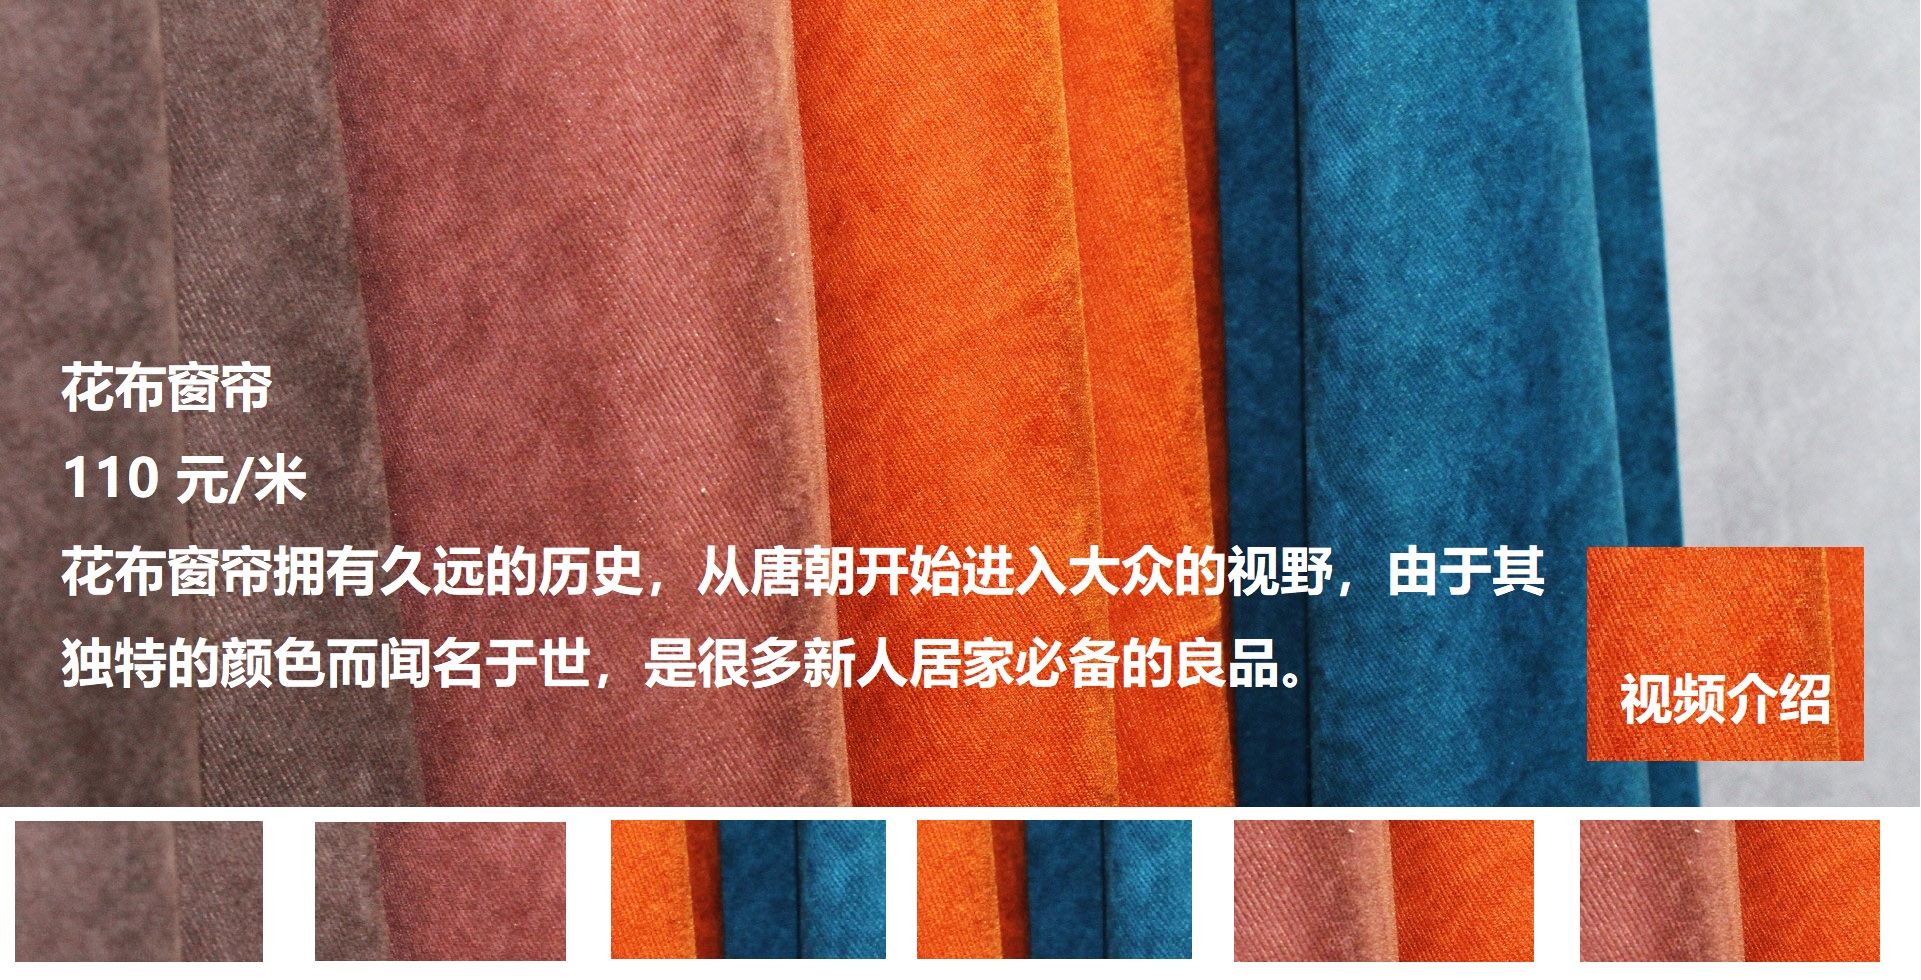 花布窗帘
110 元/米
花布窗帘拥有久远的历史，从唐朝开始进入大众的视野，由于其
独特的颜色而闻名于世，是很多新人居家必备的良品。
视频介绍